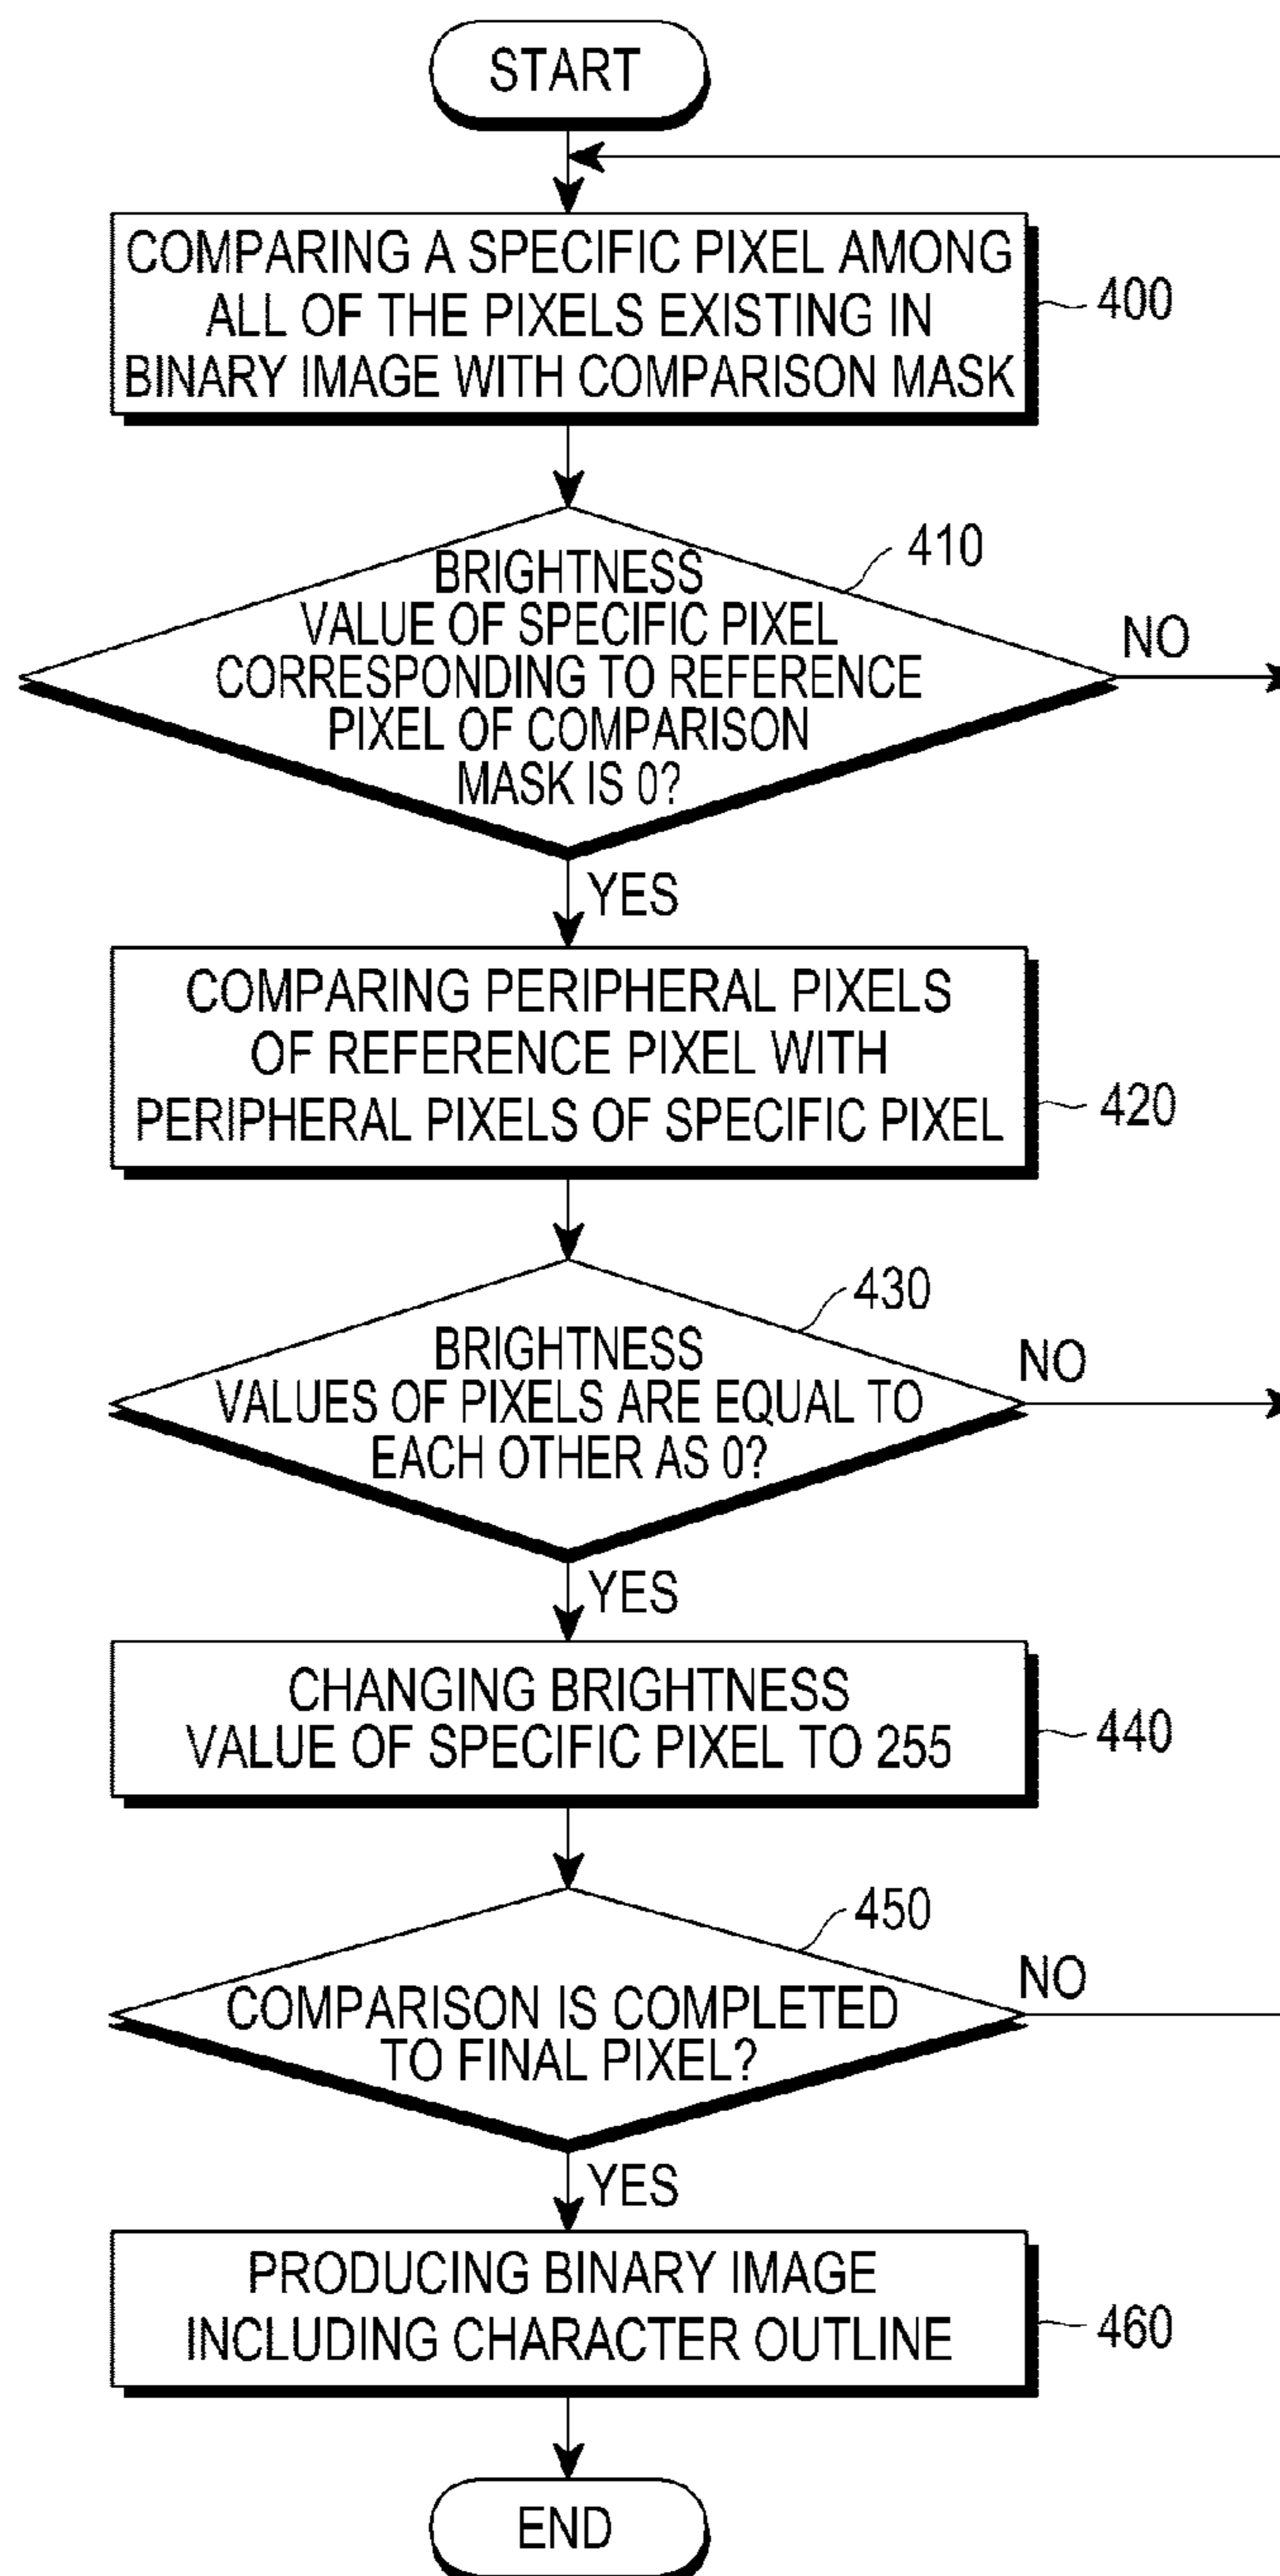 START
COMPARING A SPECIFIC PIXEL AMONG
ALL OF THE PIXELS EXISTING IN
BINARY IMAGE WITH COMPARISON MASK
400
BRIGHTNESS
VALUE OF SPECIFIC PIXEL
CORRESPONDING TO REFERENCE
PIXEL OF COMPARISON
MASK IS 0?
410
NO
YES
COMPARING PERIPHERAL PIXELS
OF REFERENCE PIXEL WITH
PERIPHERAL PIXELS OF SPECIFIC PIXEL
420
BRIGHTNESS
VALUES OF PIXELS ARE EQUAL TO
EACH OTHER AS 0?
430
NO
YES
CHANGING BRIGHTNESS
VALUE OF SPECIFIC PIXEL TO 255
440
COMPARISON IS COMPLETED
TO FINAL PIXEL?
450
NO
YES
PRODUCING BINARY IMAGE
INCLUDING CHARACTER OUTLINE
460
END